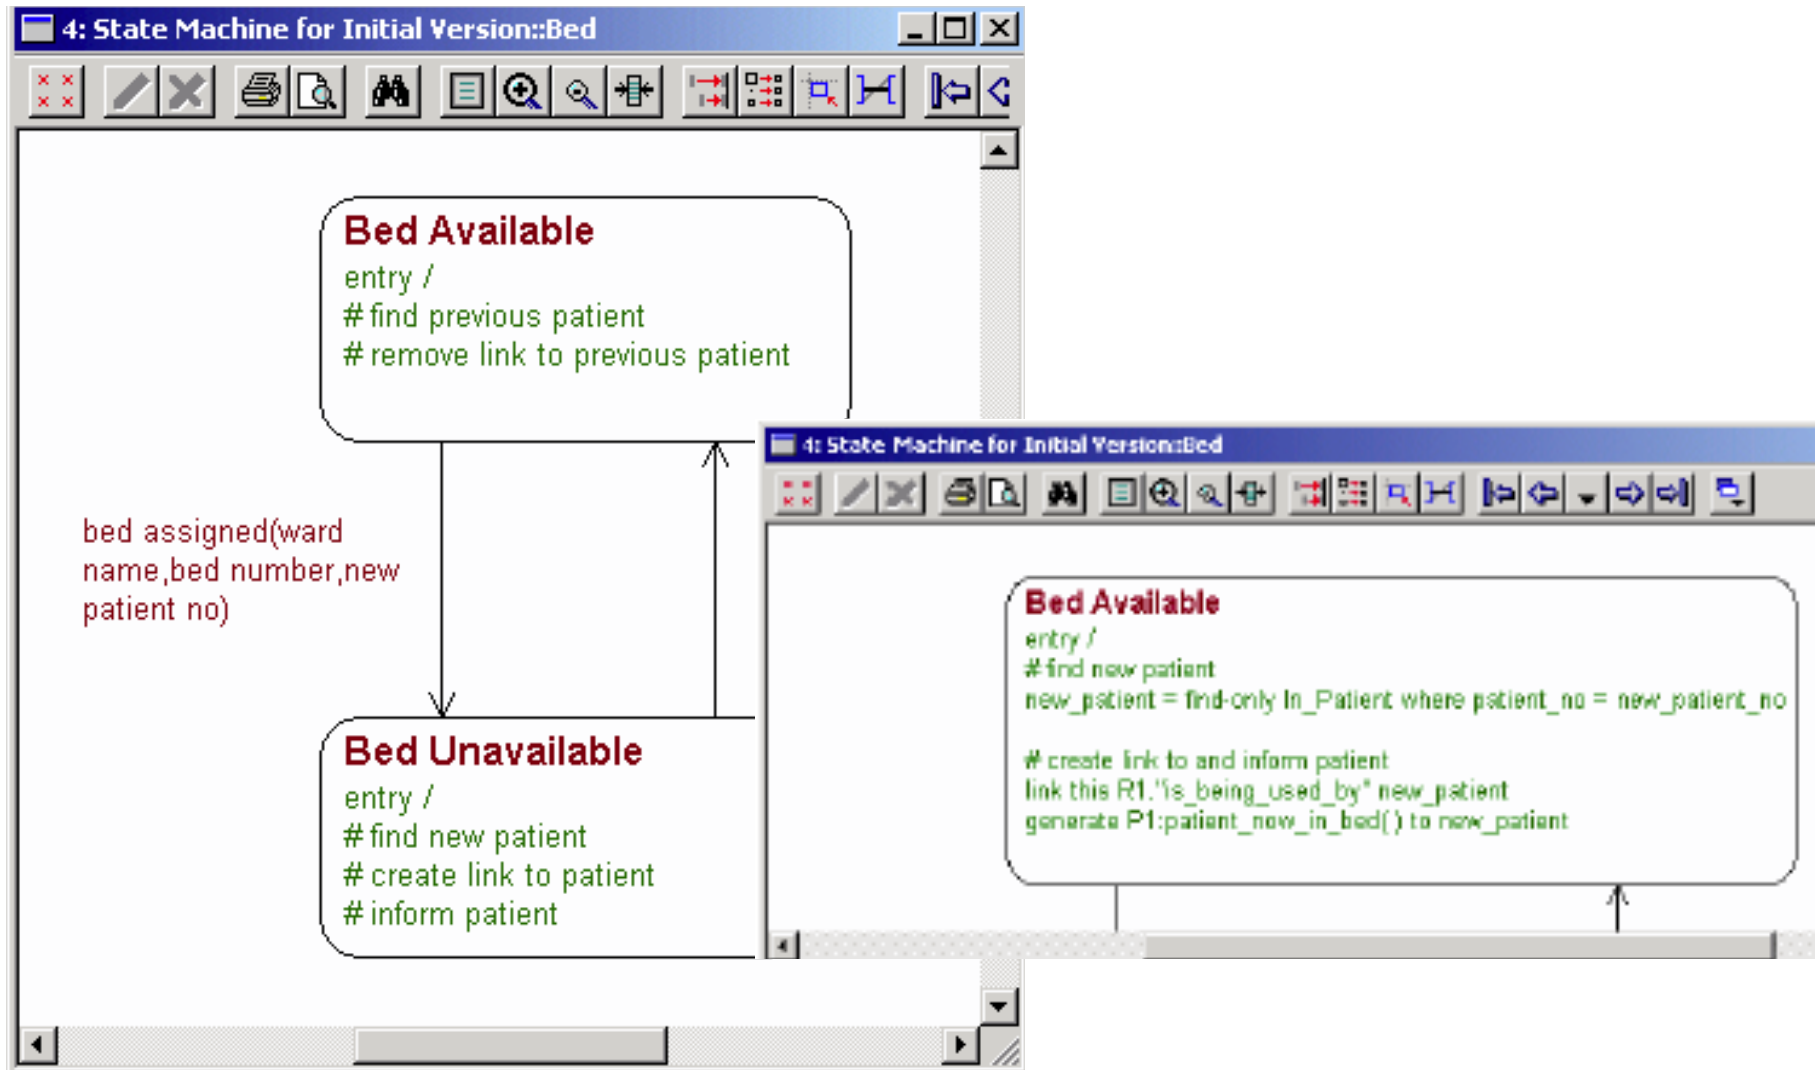 4: State Machine for Initial Version::Bed
Bed Available
entry /
# find previous patient
# remove link to previous patient
bed assigned(ward
name,bed number,new
patient no)
Bed Unavailable
entry /
# find new patient
# create link to patient
# inform patient
4: State Machine for Initial Version::Bed
Bed Available
entry /
# find new patient
new_patient = find-only In_Patient where patient_no = new_patient_no
# create link to and inform patient
link this R1."is_being_used_by" new_patient
generate P1:patient_now_in_bed() to new_patient